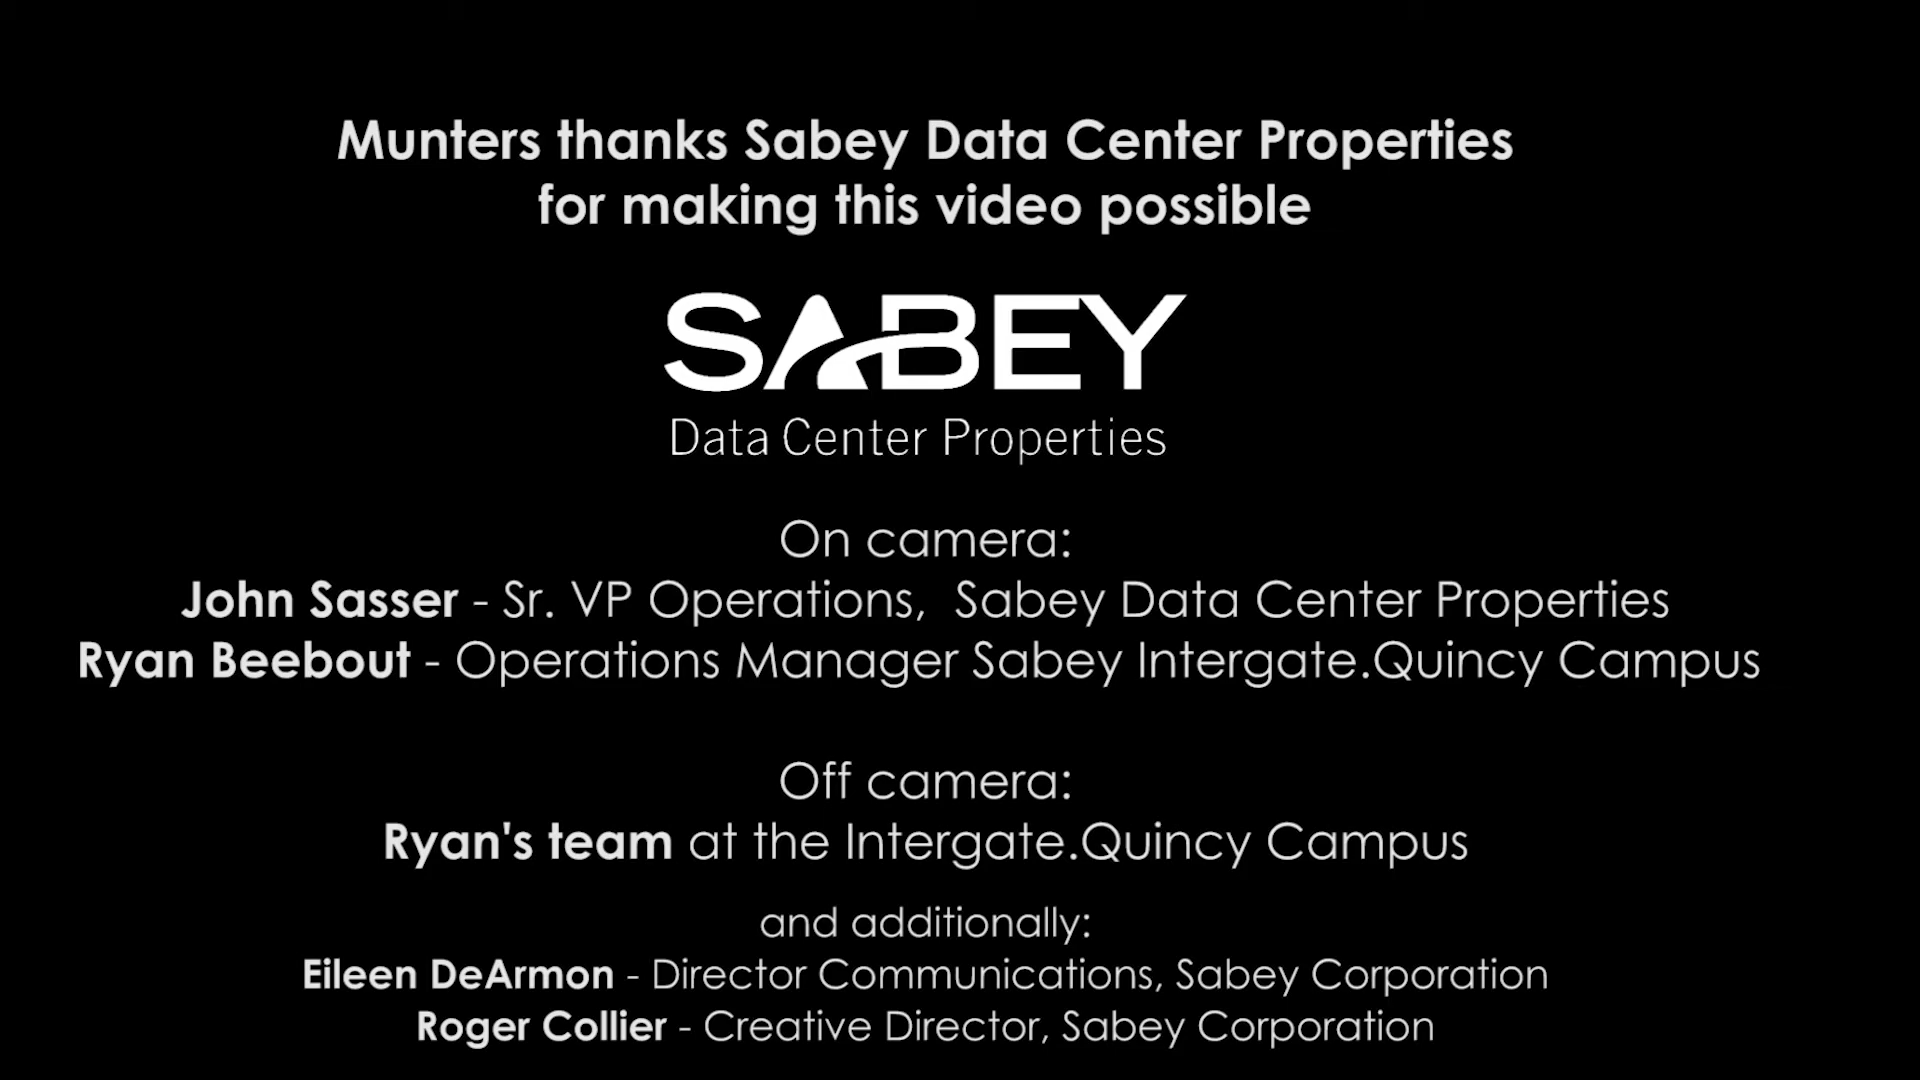 Munters thanks Sabey Data Center Properties
for making this video possible
SABEY
Data Center Properties
On camera:
John Sasser - Sr. VP Operations,  Sabey Data Center Properties
Ryan Beebout - Operations Manager Sabey Intergate.Quincy Campus
Off camera:
Ryan's team at the Intergate.Quincy Campus
and additionally:
Eileen DeArmon - Director Communications, Sabey Corporation
Roger Collier - Creative Director, Sabey Corporation